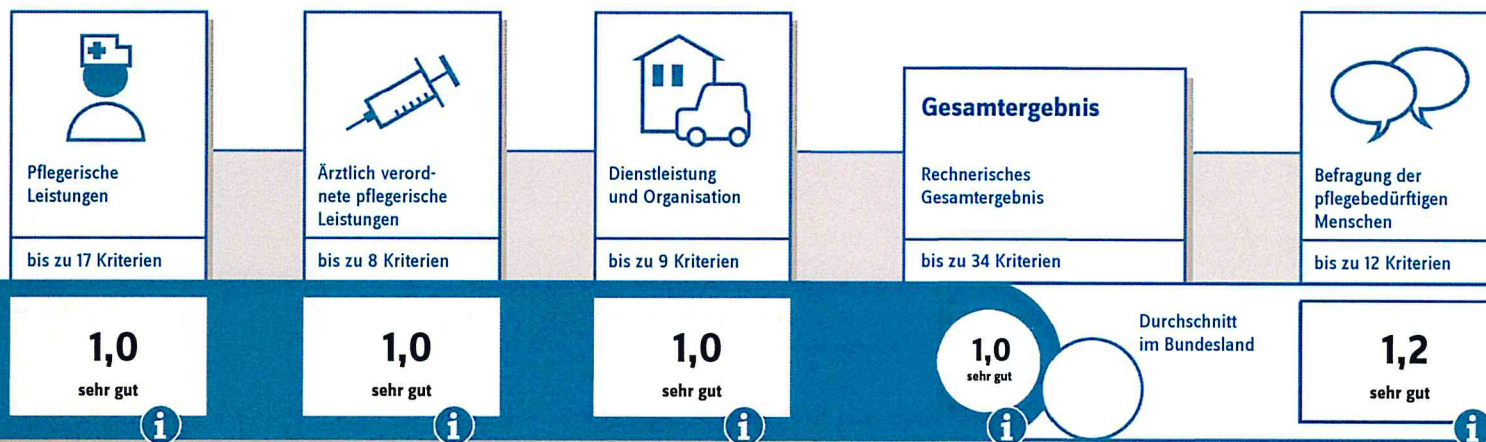 Pflegerische
Leistungen
bis zu 17 Kriterien
1,0
sehr gut
i
Ärztlich verord-
nete pflegerische
Leistungen
bis zu 8 Kriterien
1,0
sehr gut
i
Dienstleistung
und Organisation
bis zu 9 Kriterien
1,0
sehr gut
i
Gesamtergebnis
Rechnerisches
Gesamtergebnis
bis zu 34 Kriterien
1,0
sehr gut
i
Durchschnitt
im Bundesland
Befragung der
pflegebedürftigen
Menschen
bis zu 12 Kriterien
1,2
sehr gut
i